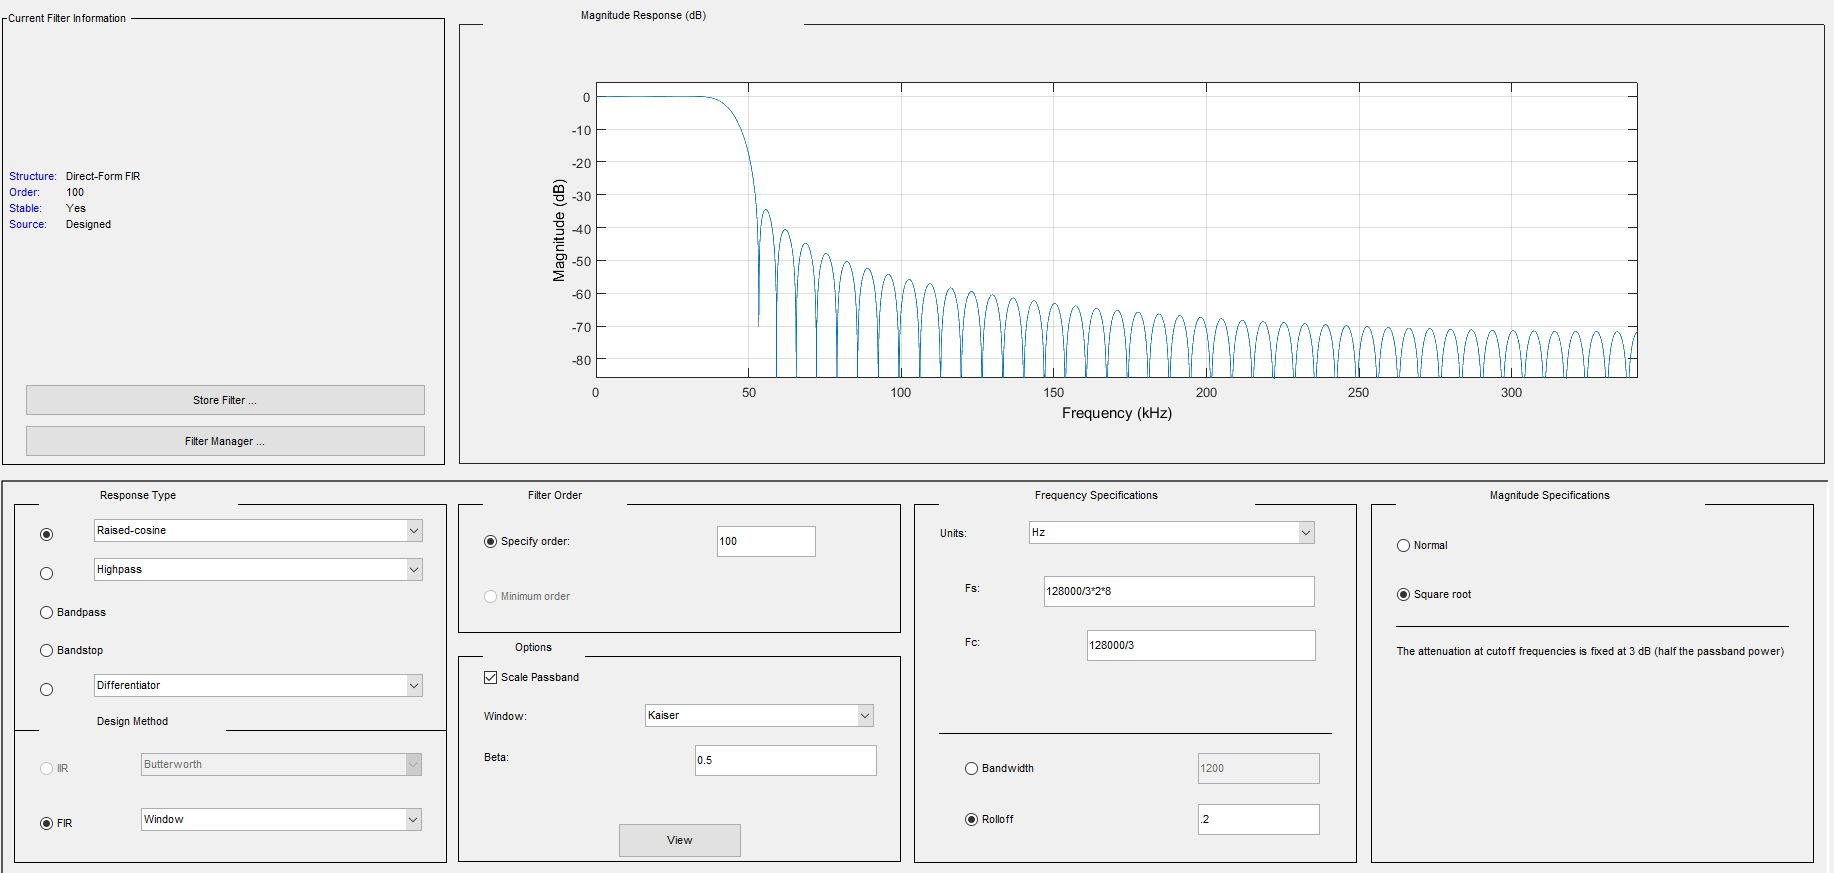 Current Filter Information
Structure: Direct-Form FIR
Order: 100
Stable: Yes
Source: Designed
Store Filter ...
Filter Manager ...
Magnitude Response (dB)
Magnitude (dB)
0
-10
-20
-30
-40
-50
-60
-70
-80
0 50 100 150 200 250 300
Frequency (kHz)
Response Type
Raised-cosine
Highpass
Bandpass
Bandstop
Differentiator
Design Method
IIR Butterworth
FIR Window
Filter Order
Specify order: 100
Minimum order
Options
Scale Passband
Window: Kaiser
Beta: 0.5
View
Frequency Specifications
Units: Hz
Fs: 128000/3*2*8
Fc: 128000/3
Bandwidth 1200
Rolloff .2
Magnitude Specifications
Normal
Square root
The attenuation at cutoff frequencies is fixed at 3 dB (half the passband power)